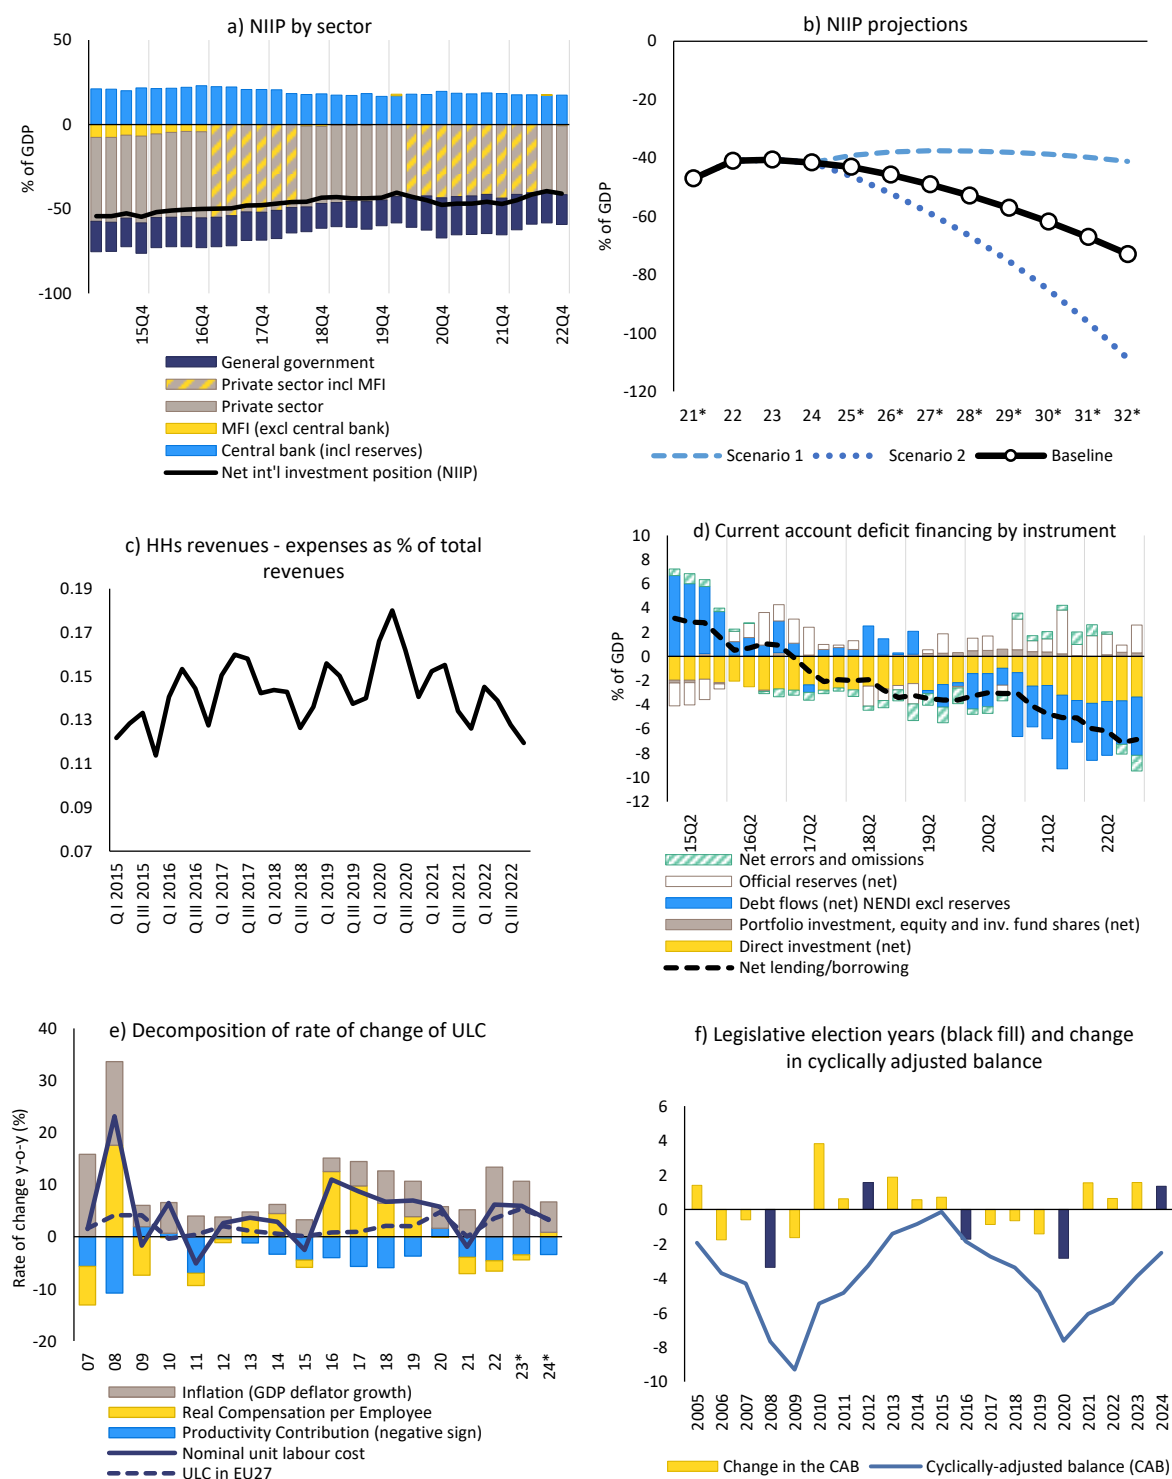 a) NIIP by sector
% of GDP
50
0
-50
-100
15Q4
16Q4
17Q4
18Q4
19Q4
20Q4
21Q4
22Q4
General government
Private sector incl MFI
Private sector
MFI (excl central bank)
Central bank (incl reserves)
Net int'l investment position (NIIP)
b) NIIP projections
% of GDP
0
-20
-40
-60
-80
-100
-120
21* 22 23 24 25* 26* 27* 28* 29* 30* 31* 32*
Scenario 1 Scenario 2 Baseline
c) HHs revenues - expenses as % of total
revenues
0.19
0.17
0.15
0.13
0.11
0.09
0.07
Q I 2015
Q III 2015
Q I 2016
Q III 2016
Q I 2017
Q III 2017
Q I 2018
Q III 2018
Q I 2019
Q III 2019
Q I 2020
Q III 2020
Q I 2021
Q III 2021
Q I 2022
Q III 2022
d) Current account deficit financing by instrument
% of GDP
10
8
6
4
2
0
-2
-4
-6
-8
-10
-12
15Q2
16Q2
17Q2
18Q2
19Q2
20Q2
21Q2
22Q2
Net errors and omissions
Official reserves (net)
Debt flows (net) NENDI excl reserves
Portfolio investment, equity and inv. fund shares (net)
Direct investment (net)
Net lending/borrowing
e) Decomposition of rate of change of ULC
Rate of change y-o-y (%)
40
30
20
10
0
-10
-20
07
08
09
10
11
12
13
14
15
16
17
18
19
20
21
22
23*
24*
Inflation (GDP deflator growth)
Real Compensation per Employee
Productivity Contribution (negative sign)
Nominal unit labour cost
ULC in EU27
f) Legislative election years (black fill) and change
in cyclically adjusted balance
6
4
2
0
-2
-4
-6
-8
-10
2005
2006
2007
2008
2009
2010
2011
2012
2013
2014
2015
2016
2017
2018
2019
2020
2021
2022
2023
2024
Change in the CAB Cyclically-adjusted balance (CAB)